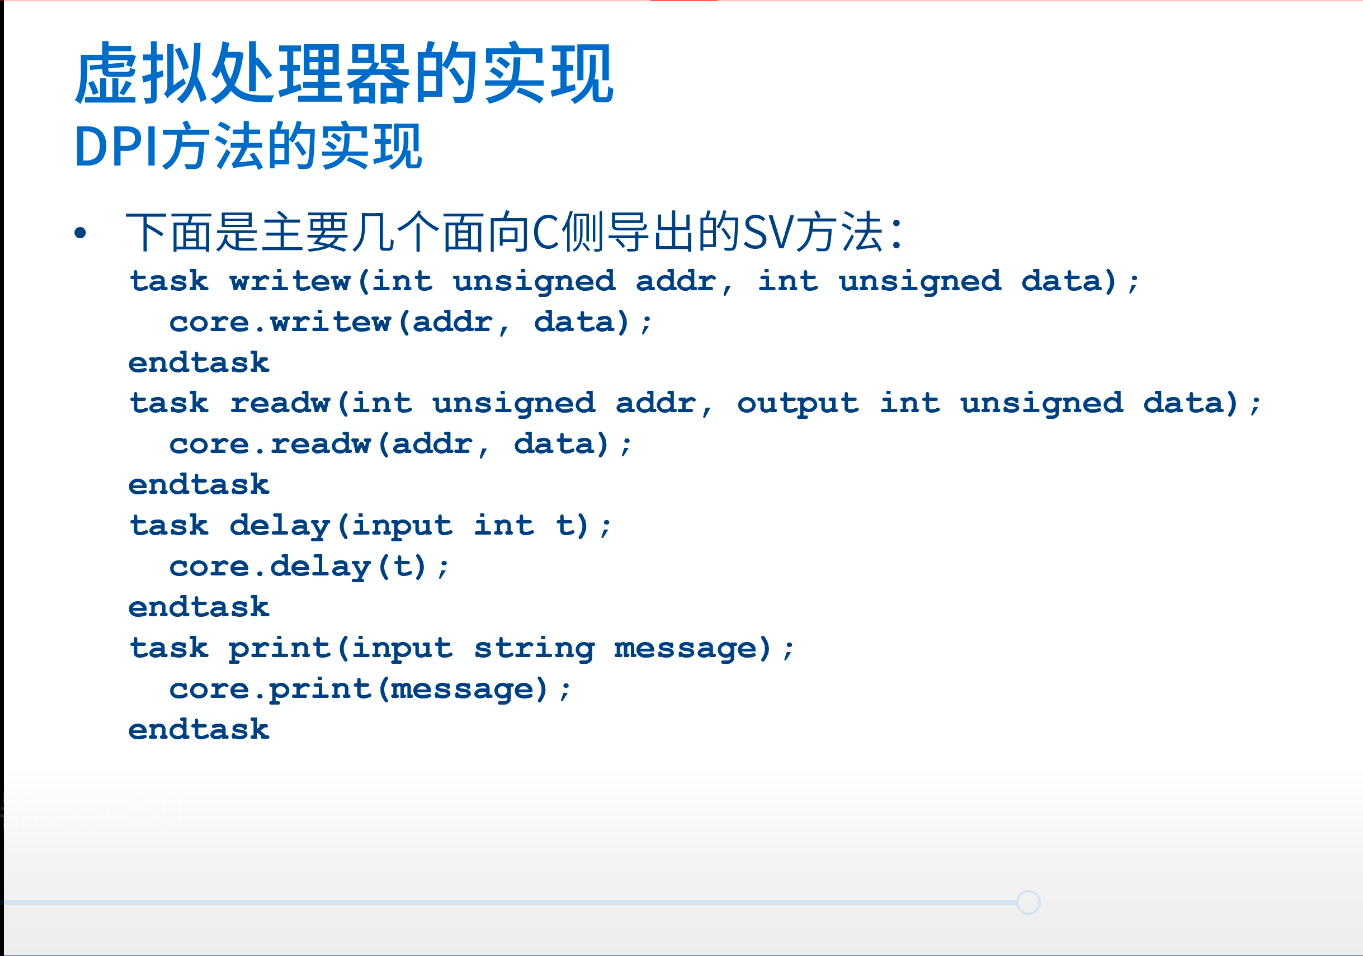 虚拟处理器的实现
DPI方法的实现
• 下面是主要几个面向C侧导出的SV方法：
task writew(int unsigned addr, int unsigned data);
  core.writew(addr, data);
endtask
task readw(int unsigned addr, output int unsigned data);
  core.readw(addr, data);
endtask
task delay(input int t);
  core.delay(t);
endtask
task print(input string message);
  core.print(message);
endtask